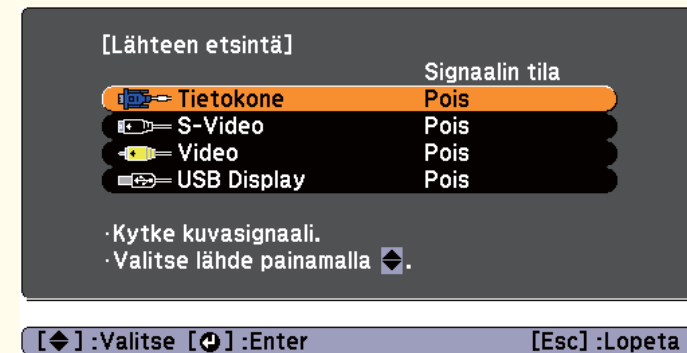 [Lähteen etsintä]
Signaalin tila
Tietokone Pois
S-Video Pois
Video Pois
USB Display Pois
·Kytke kuvasignaali.
·Valitse lähde painamalla .
[ ] :Valitse [ ] :Enter [Esc] :Lopeta